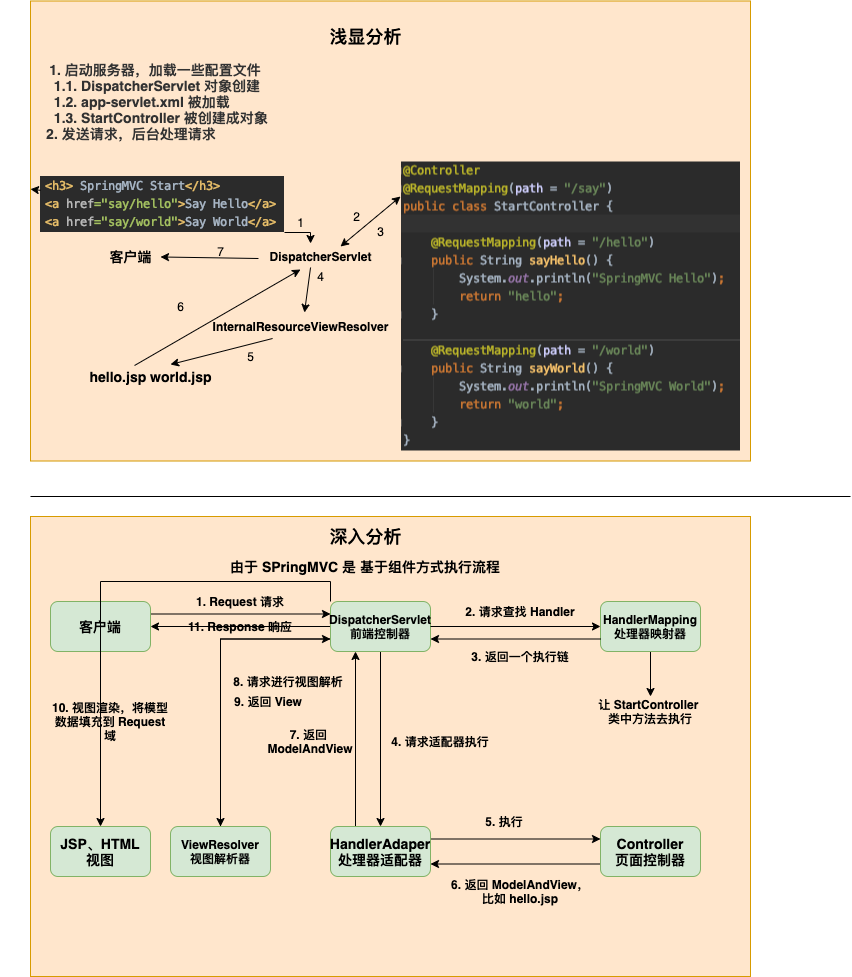 浅显分析
1. 启动服务器，加载一些配置文件
1.1. DispatcherServlet 对象创建
1.2. app-servlet.xml 被加载
1.3. StartController 被创建成对象
2. 发送请求，后台处理请求
<h3> SpringMVC Start</h3>
<a href="say/hello">Say Hello</a>
<a href="say/world">Say World</a>
@Controller
@RequestMapping(path = "/say")
public class StartController {
@RequestMapping(path = "/hello")
public String sayHello() {
System.out.println("SpringMVC Hello");
return "hello";
}
@RequestMapping(path = "/world")
public String sayWorld() {
System.out.println("SpringMVC World");
return "world";
}
}
1
2
3
7
客户端
DispatcherServlet
4
6
InternalResourceViewResolver
5
hello.jsp world.jsp
深入分析
由于 SPringMVC 是 基于组件方式执行流程
客户端
1. Request 请求
11. Response 响应
DispatcherServlet
前端控制器
2. 请求查找 Handler
3. 返回一个执行链
HandlerMapping
处理器映射器
让 StartController
类中方法去执行
8. 请求进行视图解析
9. 返回 View
10. 视图渲染，将模型
数据填充到 Request
域
7. 返回
ModelAndView
4. 请求适配器执行
JSP、HTML
视图
ViewResolver
视图解析器
HandlerAdaper
处理器适配器
5. 执行
Controller
页面控制器
6. 返回 ModelAndView，
比如 hello.jsp